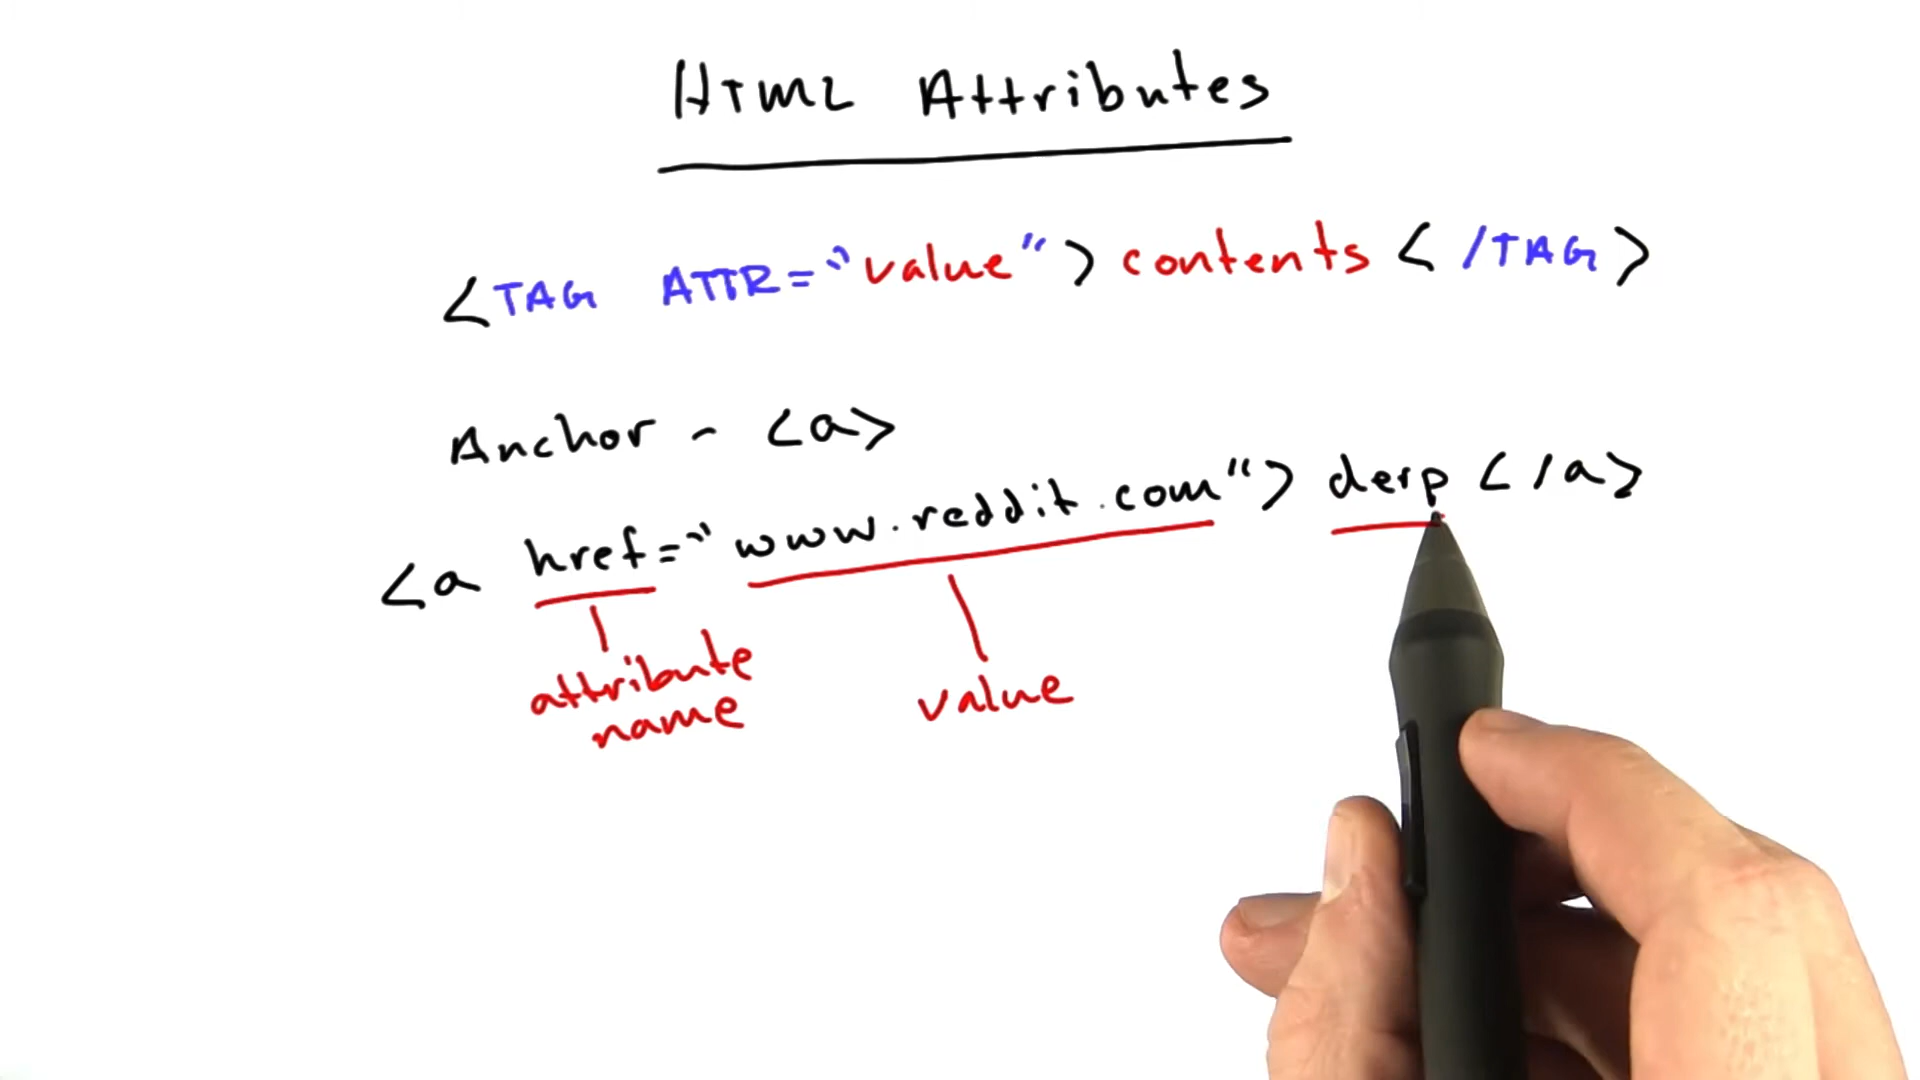 HTML Attributes
<TAG ATTR="value">contents</TAG>
Anchor - <a>
<a href="www.reddit.com">derp</a>
attribute name
value